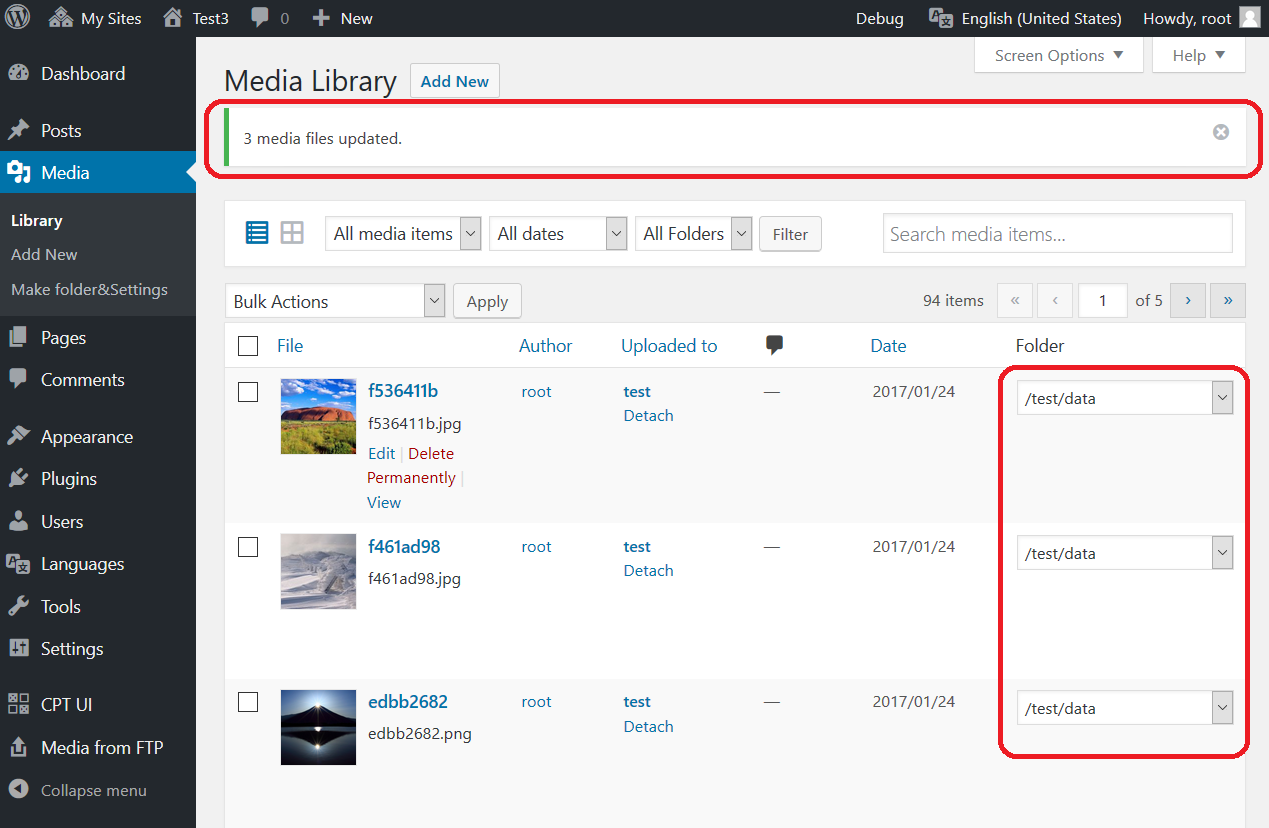 My Sites Test3 0 New Debug English (United States) Howdy, root
Dashboard
Posts
Media
Library
Add New
Make folder&Settings
Pages
Comments
Appearance
Plugins
Users
Languages
Tools
Settings
CPT UI
Media from FTP
Collapse menu
Screen Options Help
Media Library Add New
3 media files updated.
All media items All dates All Folders Filter Search media items...
Bulk Actions Apply 94 items « ‹ 1 of 5 › »
File Author Uploaded to Date Folder
f536411b root test — 2017/01/24 /test/data
Detach
f536411b.jpg
Edit | Delete
Permanently |
View
f461ad98 root test — 2017/01/24 /test/data
Detach
f461ad98.jpg
edbb2682 root test — 2017/01/24 /test/data
Detach
edbb2682.png